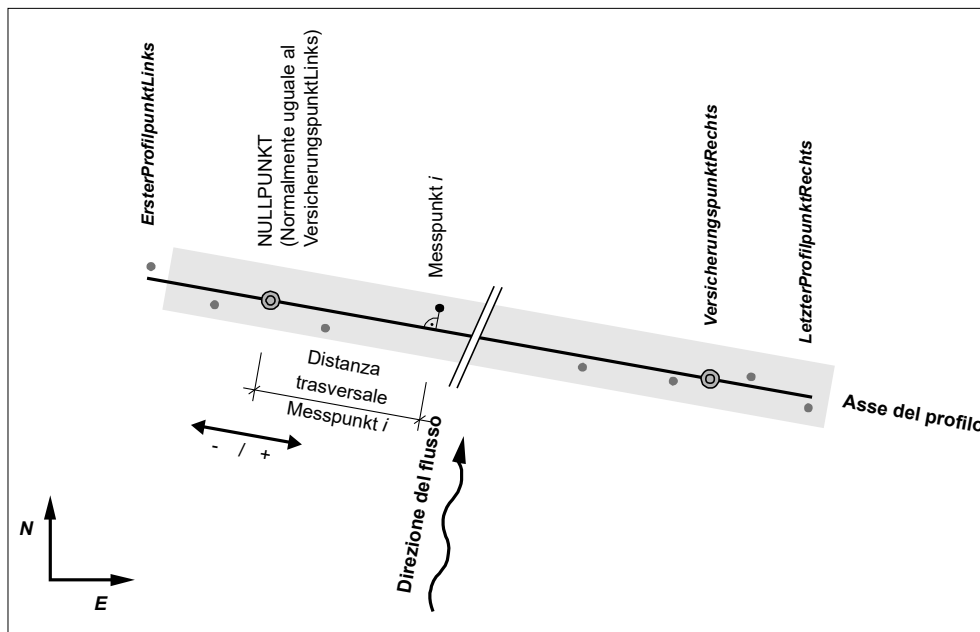 ErsterProfilpunktLinks
NULLPUNKT
(Normalmente uguale al
VersicherungspunktLinks)
Messpunkt i
VersicherungspunktRechts
LetzterProfilpunktRechts
Distanza
trasversale
Messpunkt i
- / +
Direzione del flusso
Asse del profilo
N
E